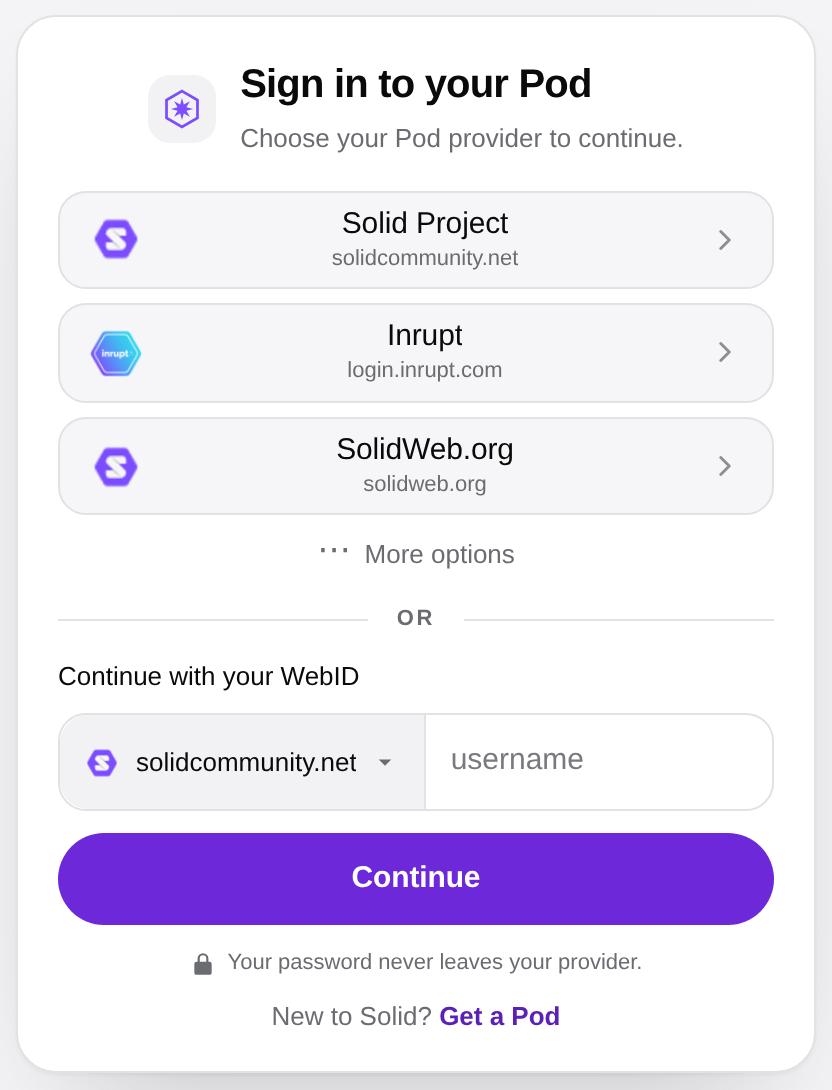 Sign in to your Pod
Choose your Pod provider to continue.
Solid Project
solidcommunity.net
inrupt
Inrupt
login.inrupt.com
SolidWeb.org
solidweb.org
··· More options
OR
Continue with your WebID
solidcommunity.net
username
Continue
Your password never leaves your provider.
New to Solid? Get a Pod